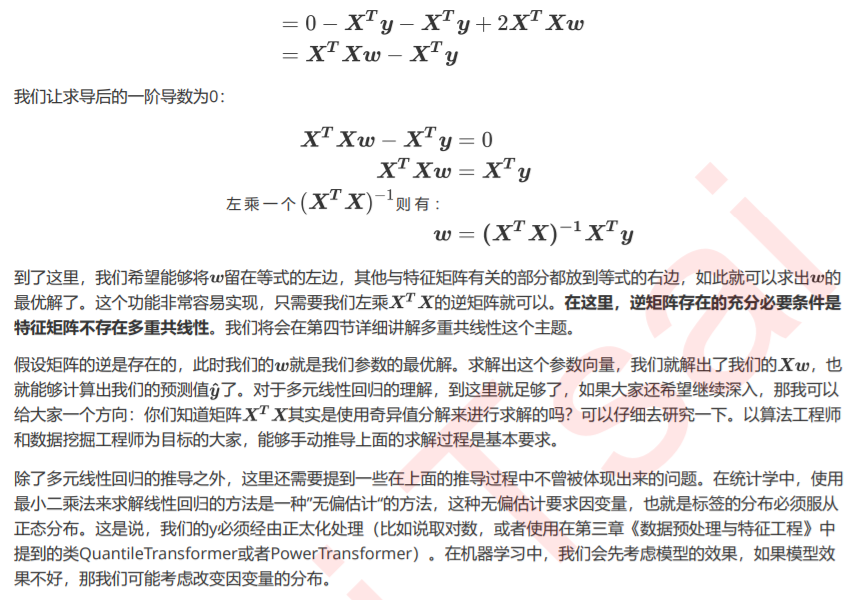 = 0 − XᵀY − Xᵀy + 2XᵀXw
= XᵀXw − Xᵀy
我们让求导后的一阶导数为0：
XᵀXw − Xᵀy = 0
XᵀXw = Xᵀy
左乘一个(XᵀX)⁻¹则有：
w = (XᵀX)⁻¹Xᵀy
到了这里，我们希望能够将w留在等式的左边，其他与特征矩阵有关的部分都放到等式的右边，如此就可以求出w的
最优解了。这个功能非常容易实现，只需要我们左乘XᵀX的逆矩阵就可以。在这里，逆矩阵存在的充分必要条件是
特征矩阵不存在多重共线性。我们将会在第四节详细讲解多重共线性这个主题。
假设矩阵的逆是存在的，此时我们的w就是我们参数的最优解。求解出这个参数向量，我们就解出了我们的Xw，也
就能够计算出我们的预测值ŷ了。对于多元线性回归的理解，到这里就足够了，如果大家还希望继续深入，那我可以
给大家一个方向：你们知道矩阵XᵀX其实是使用奇异值分解来进行求解的吗？可以仔细去研究一下。以算法工程师
和数据挖掘工程师为目标的大家，能够手动推导上面的求解过程是基本要求。
除了多元线性回归的推导之外，这里还需要提到一些在上面的推导过程中不曾被体现出来的问题。在统计学中，使用
最小二乘法来求解线性回归的方法是一种”无偏估计“的方法，这种无偏估计要求因变量，也就是标签的分布必须服从
正态分布。这是说，我们的y必须经由正太化处理（比如说取对数，或者使用在第三章《数据预处理与特征工程》中
提到的类QuantileTransformer或者PowerTransformer）。在机器学习中，我们会先考虑模型的效果，如果模型效
果不好，那我们可能考虑改变因变量的分布。
Tsai